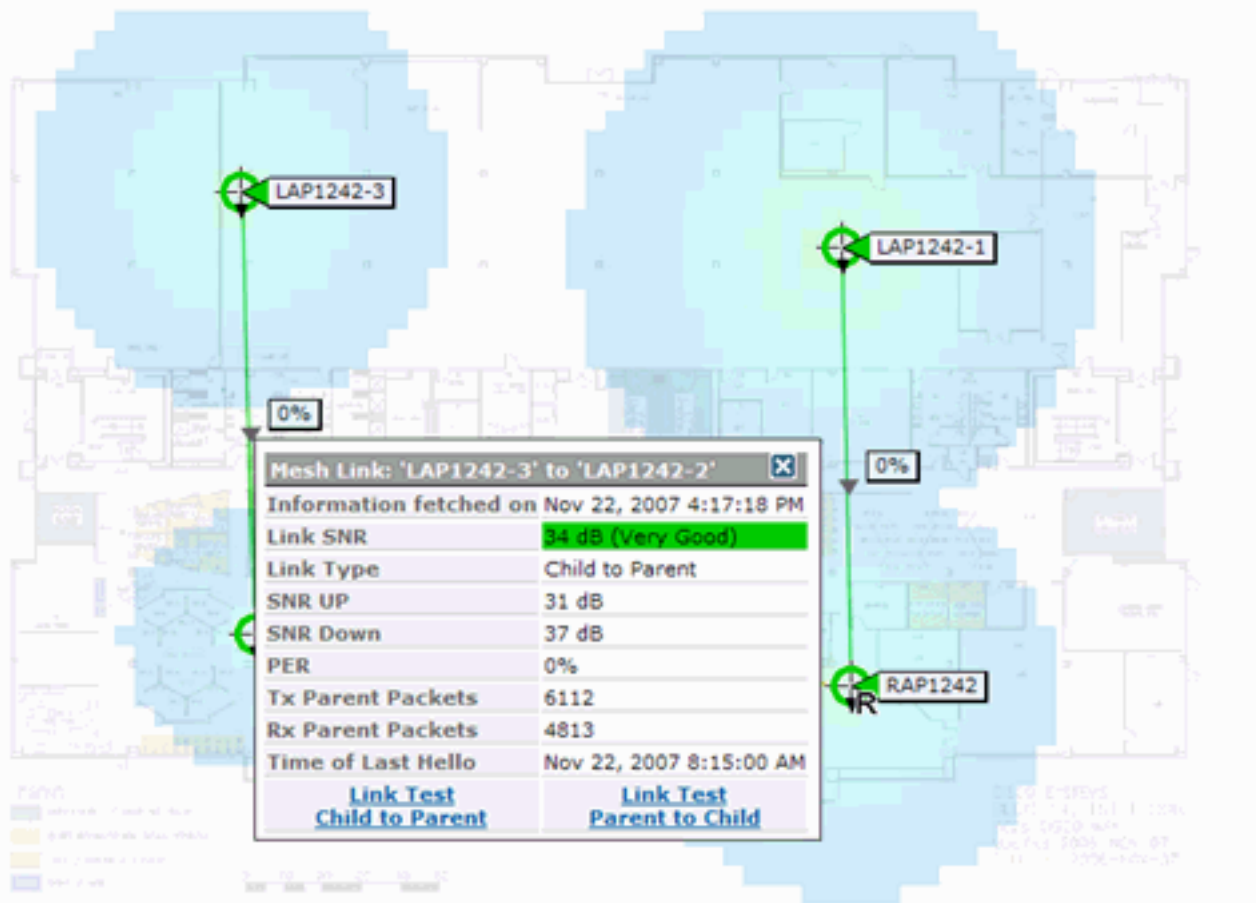 LAP1242-3
LAP1242-1
0%
0%
Mesh Link: 'LAP1242-3' to 'LAP1242-2'
Information fetched on Nov 22, 2007 4:17:18 PM
Link SNR 34 dB (Very Good)
Link Type Child to Parent
SNR UP 31 dB
SNR Down 37 dB
PER 0%
Tx Parent Packets 6112
Rx Parent Packets 4813
Time of Last Hello Nov 22, 2007 8:15:00 AM
Link Test Link Test
Child to Parent Parent to Child
RAP1242
R